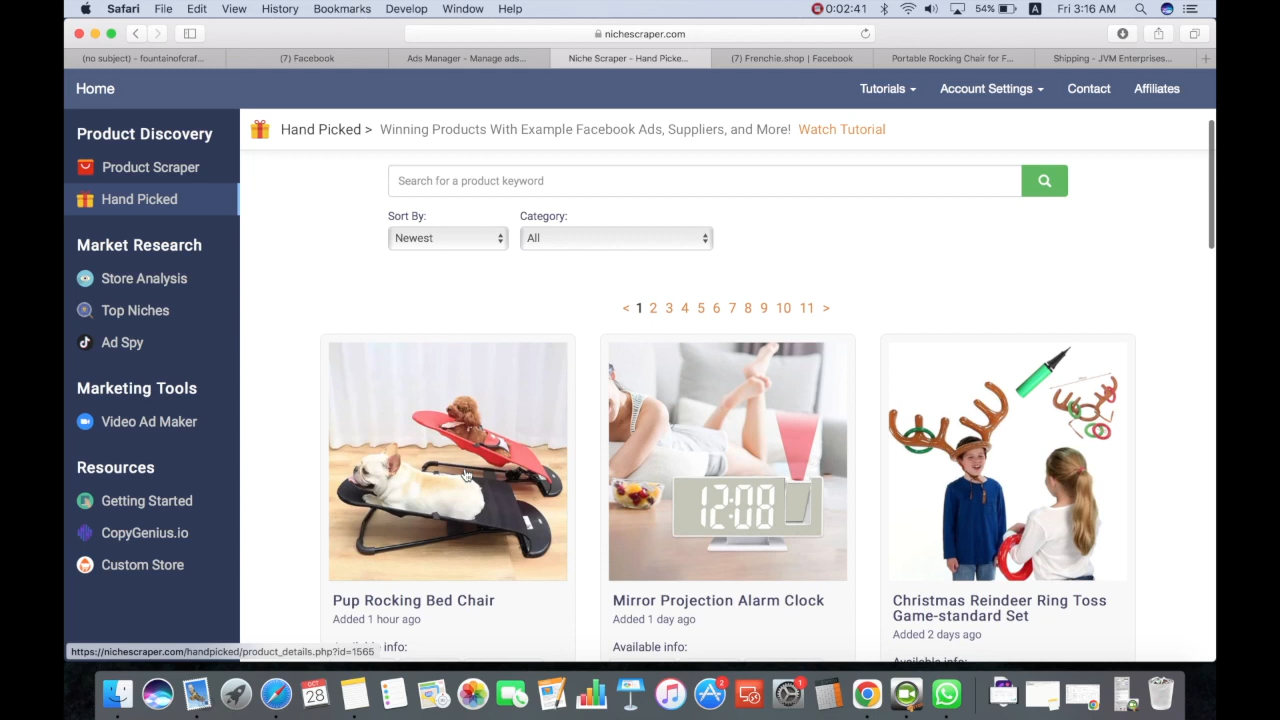 Safari File Edit View History Bookmarks Develop Window Help
0:02:41 54% A Fri 3:16 AM
nichescraper.com
(no subject) - fountainofcraf...
(7) Facebook
Ads Manager - Manage ads...
Niche Scraper - Hand Picke...
(7) Frenchie.shop | Facebook
Portable Rocking Chair for F...
Shipping - JVM Enterprises...
Home
Tutorials
Account Settings
Contact
Affiliates
Product Discovery
Product Scraper
Hand Picked
Market Research
Store Analysis
Top Niches
Ad Spy
Marketing Tools
Video Ad Maker
Resources
Getting Started
CopyGenius.io
Custom Store
Hand Picked > Winning Products With Example Facebook Ads, Suppliers, and More! Watch Tutorial
Search for a product keyword
Sort By:
Category:
Newest
All
< 1 2 3 4 5 6 7 8 9 10 11 >
12:08
Pup Rocking Bed Chair
Added 1 hour ago
Mirror Projection Alarm Clock
Added 1 day ago
Available info:
Christmas Reindeer Ring Toss
Game-standard Set
Added 2 days ago
info:
https://nichescraper.com/handpicked/product_details.php?id=1565
OCT
28
2
1